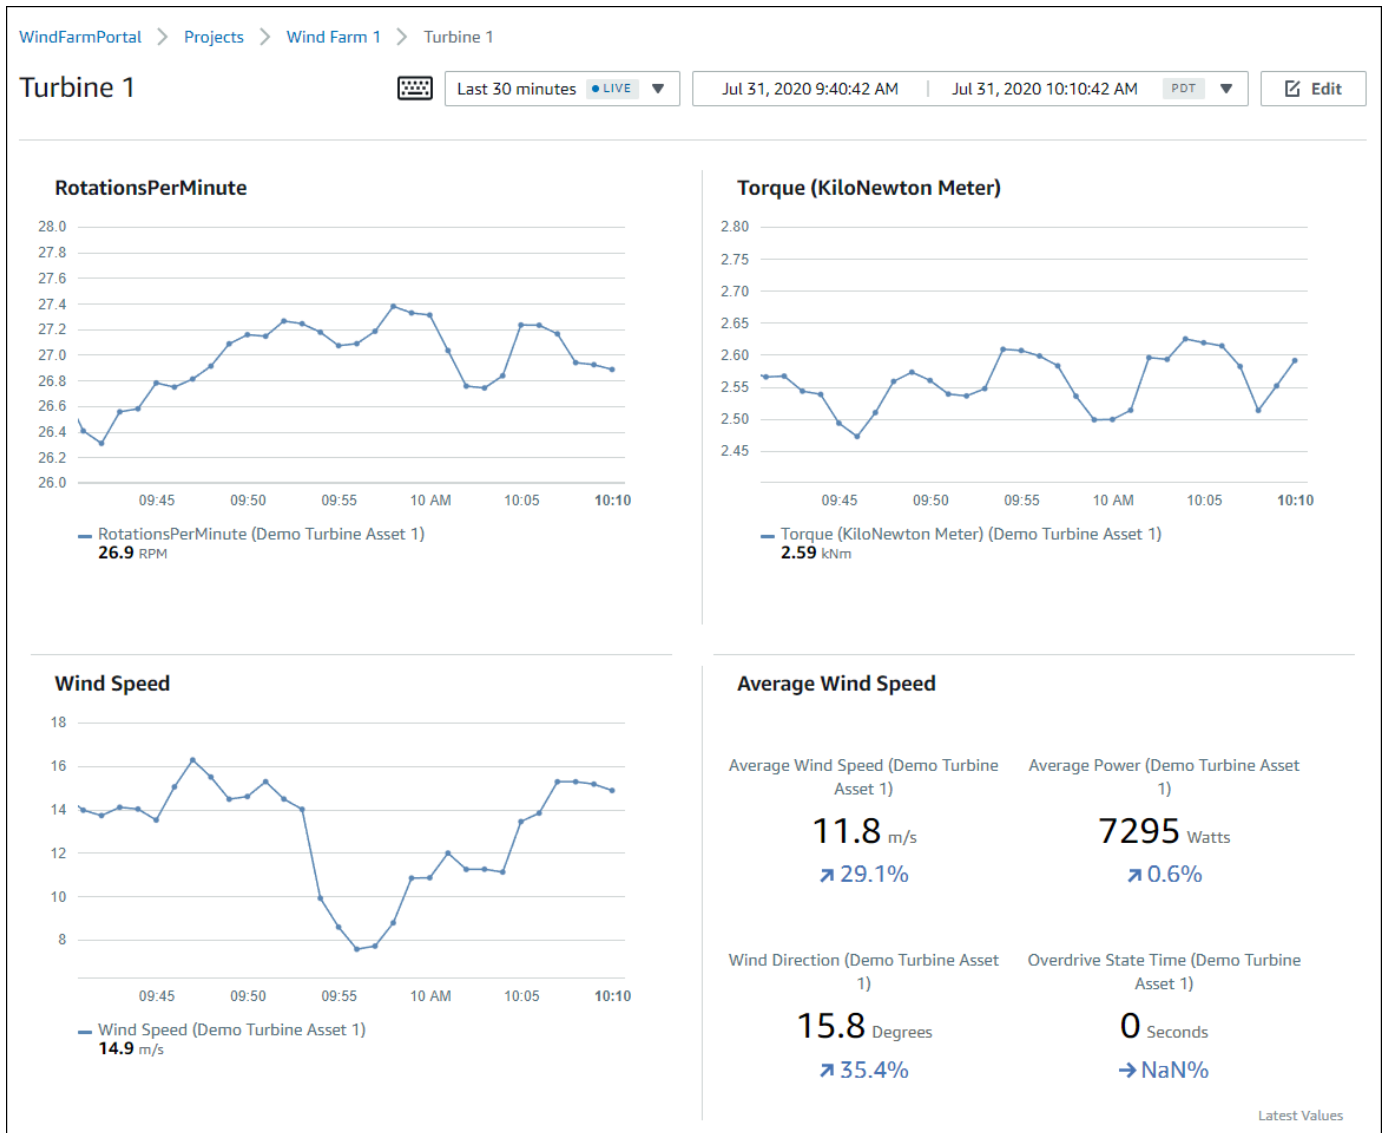 WindFarmPortal > Projects > Wind Farm 1 > Turbine 1
Turbine 1
Last 30 minutes LIVE
Jul 31, 2020 9:40:42 AM | Jul 31, 2020 10:10:42 AM PDT
Edit
RotationsPerMinute
28.0
27.8
27.6
27.4
27.2
27.0
26.8
26.6
26.4
26.2
26.0
09:45 09:50 09:55 10 AM 10:05 10:10
RotationsPerMinute (Demo Turbine Asset 1)
26.9 RPM
Torque (KiloNewton Meter)
2.80
2.75
2.70
2.65
2.60
2.55
2.50
2.45
09:45 09:50 09:55 10 AM 10:05 10:10
Torque (KiloNewton Meter) (Demo Turbine Asset 1)
2.59 kNm
Wind Speed
18
16
14
12
10
8
09:45 09:50 09:55 10 AM 10:05 10:10
Wind Speed (Demo Turbine Asset 1)
14.9 m/s
Average Wind Speed
Average Wind Speed (Demo Turbine
Asset 1)
11.8 m/s
29.1%
Average Power (Demo Turbine Asset
1)
7295 Watts
0.6%
Wind Direction (Demo Turbine Asset
1)
15.8 Degrees
35.4%
Overdrive State Time (Demo Turbine
Asset 1)
0 Seconds
NaN%
Latest Values